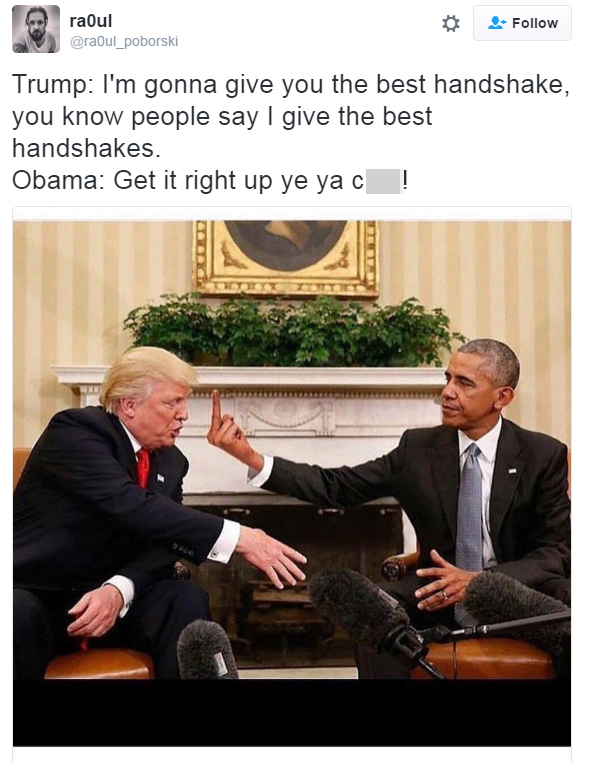 ra0ul
Follow
@ra0ul_poborski
Trump: I'm gonna give you the best handshake,
you know people say I give the best
handshakes.
Obama: Get it right up ye ya c !